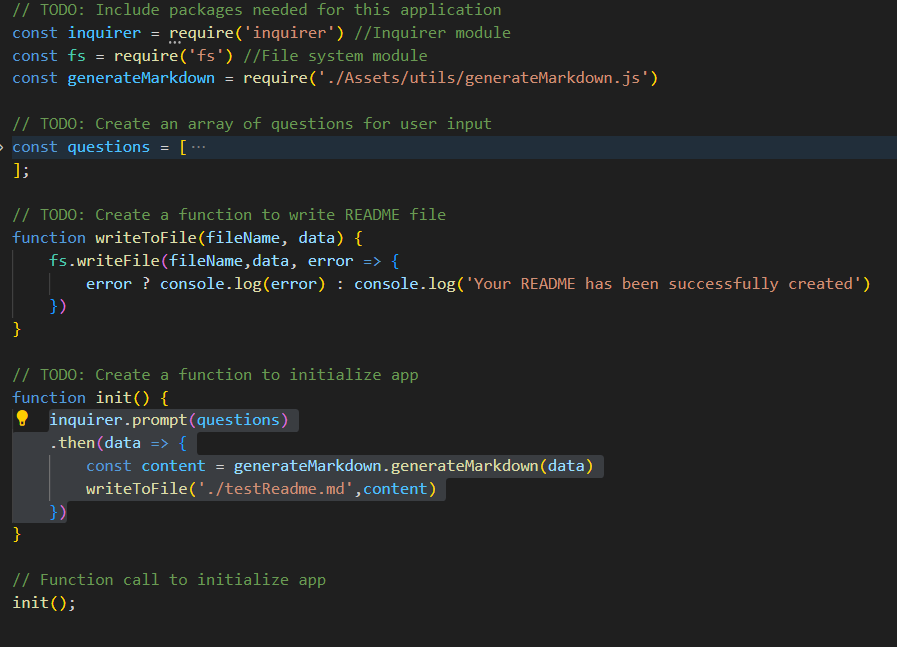 // TODO: Include packages needed for this application
const inquirer = require('inquirer') //Inquirer module
const fs = require('fs') //File system module
const generateMarkdown = require('./Assets/utils/generateMarkdown.js')
// TODO: Create an array of questions for user input
const questions = [ ···
];
// TODO: Create a function to write README file
function writeToFile(fileName, data) {
fs.writeFile(fileName,data, error => {
error ? console.log(error) : console.log('Your README has been successfully created')
})
}
// TODO: Create a function to initialize app
function init() {
inquirer.prompt(questions)
.then(data => {
const content = generateMarkdown.generateMarkdown(data)
writeToFile('./testReadme.md',content)
})
}
// Function call to initialize app
init();